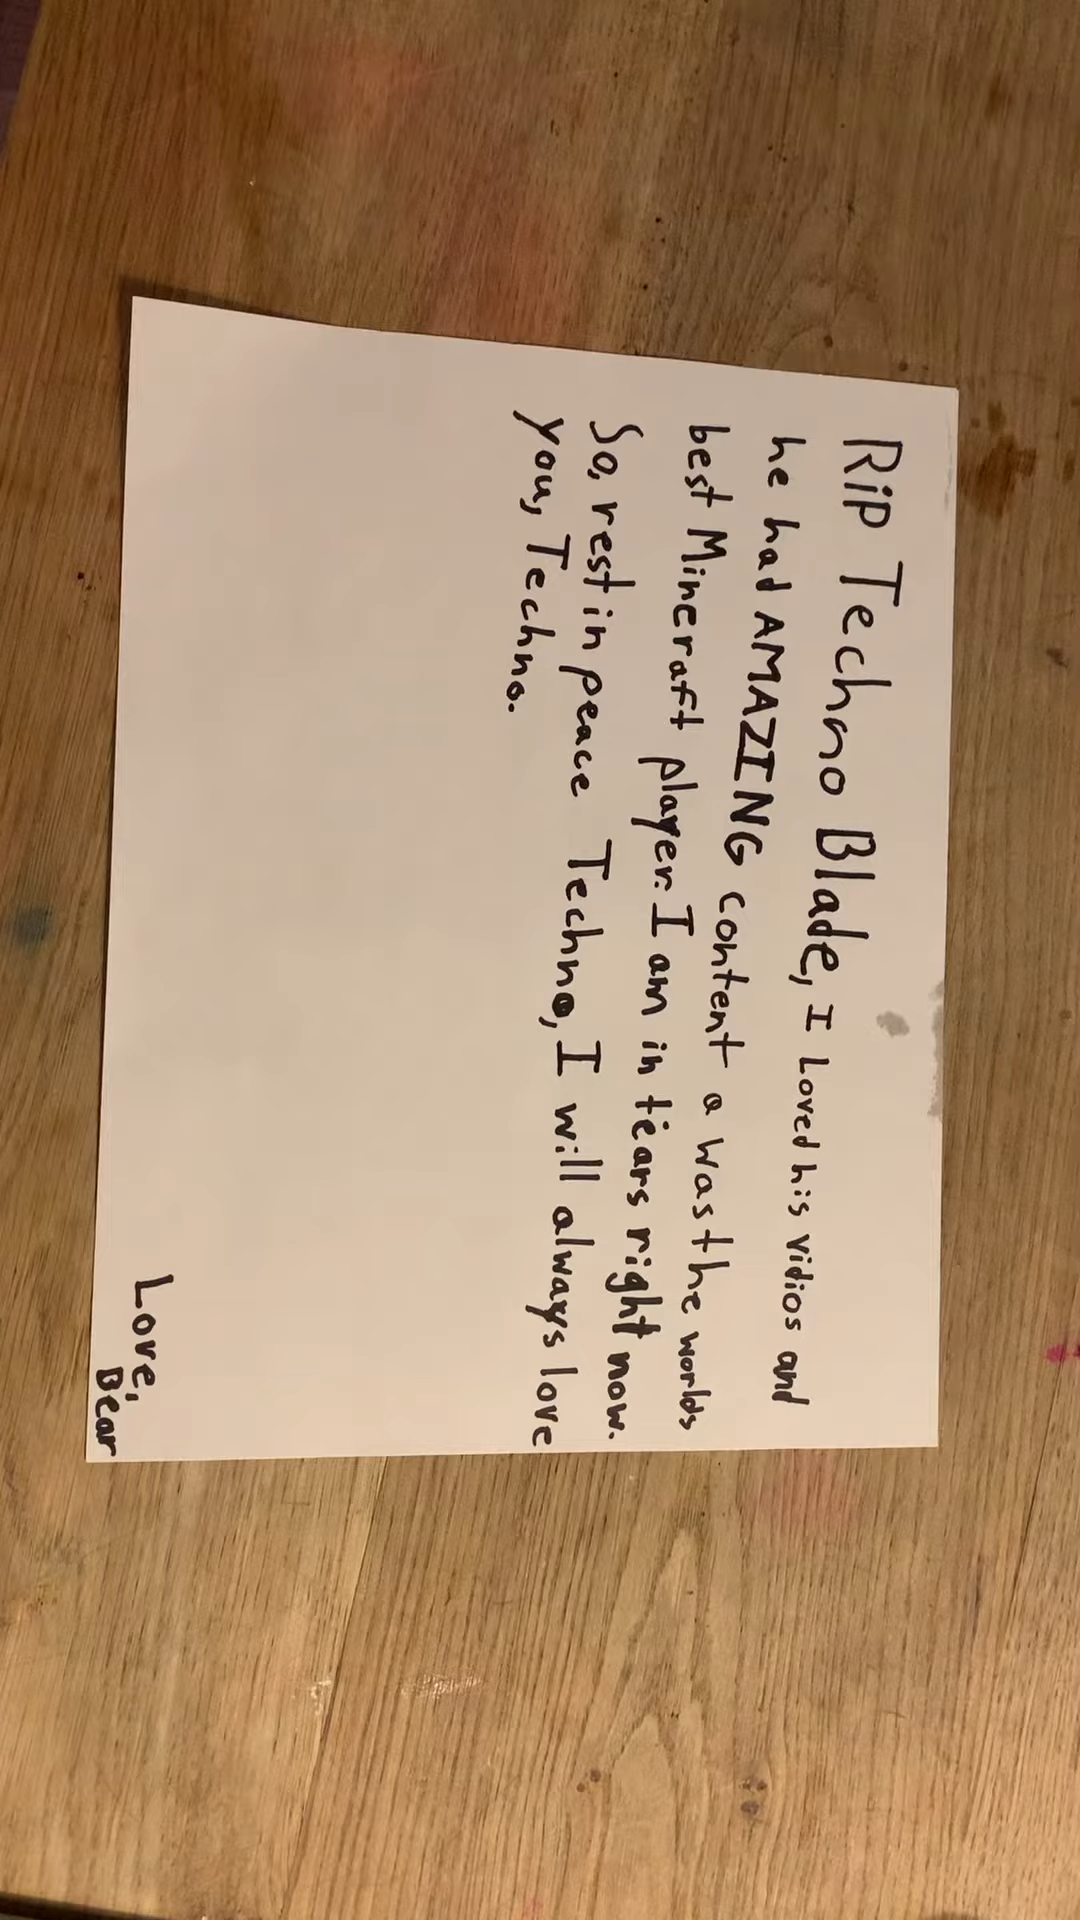 RiP Techno Blade, I Loved his vidios and
he had AMAZING content a was the worlds
best Minecraft player. I am in tears right now.
So, rest in peace Techno, I will always love
you, Techno.
Love,
Bear